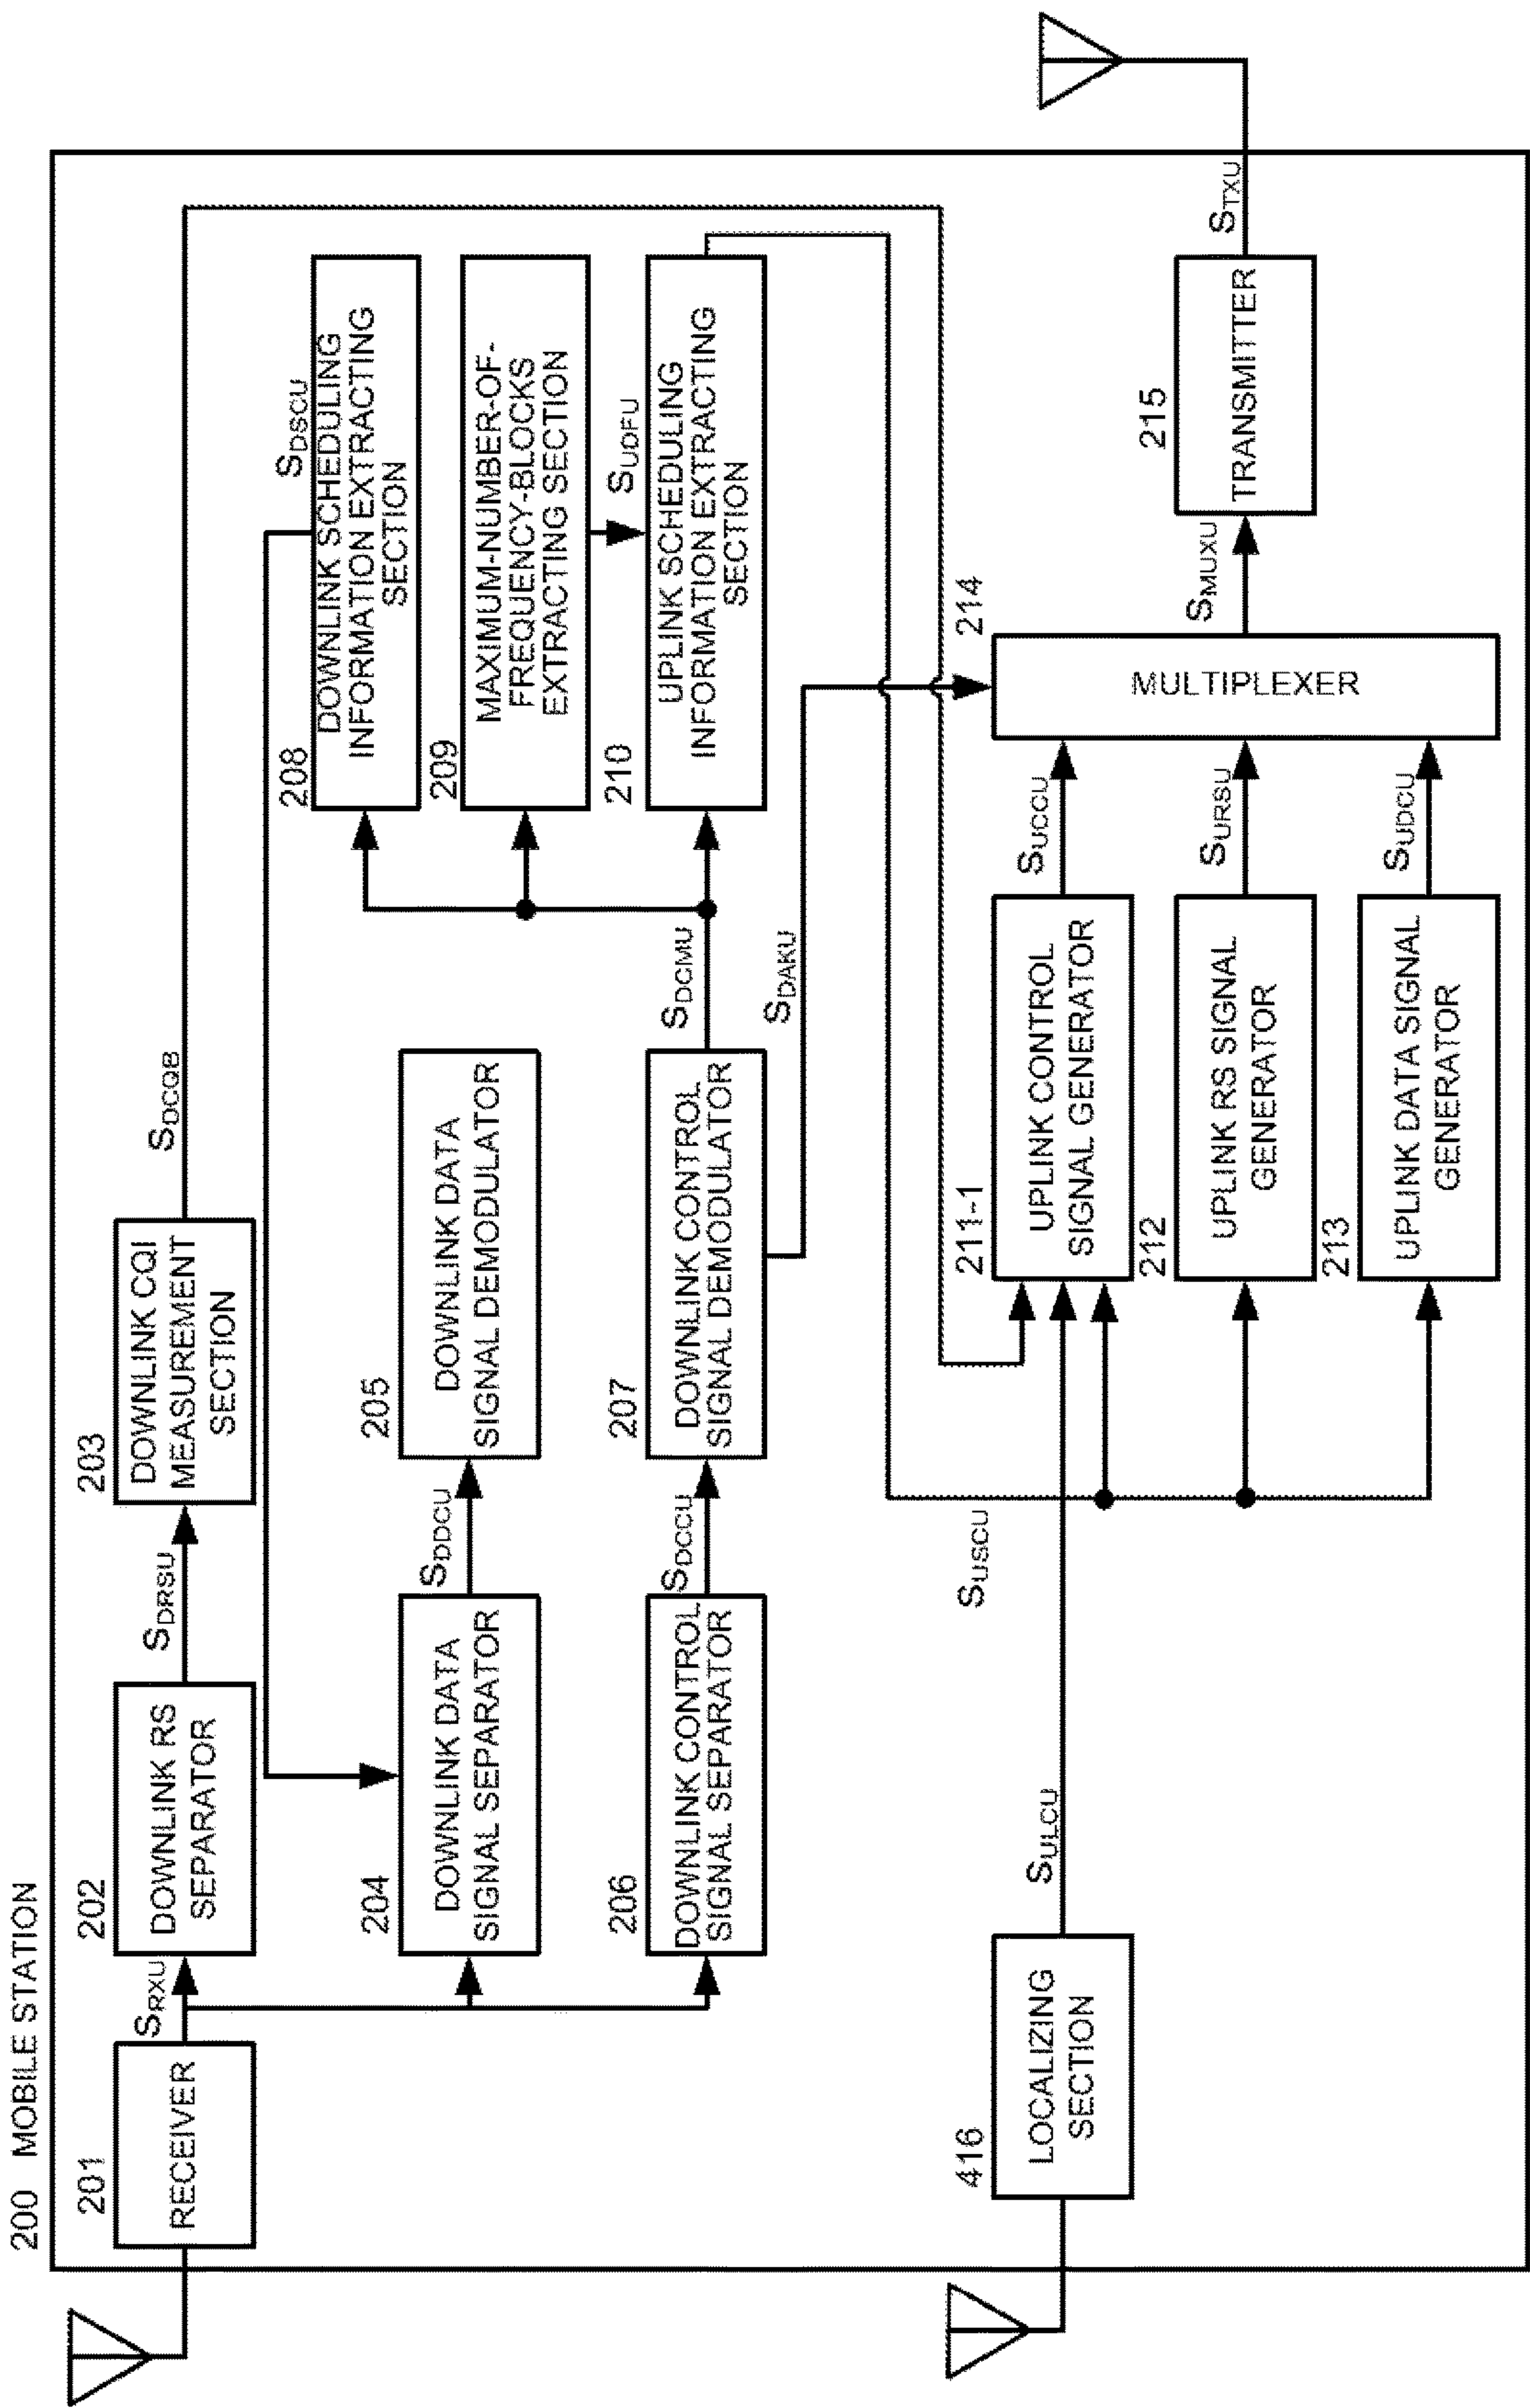 200 MOBILE STATION
201
RECEIVER
SRXU
202
DOWNLINK RS
SEPARATOR
SDRSU
203
DOWNLINK CQI
MEASUREMENT
SECTION
SDCQB
204
DOWNLINK DATA
SIGNAL SEPARATOR
SDDCU
205
DOWNLINK DATA
SIGNAL DEMODULATOR
206
DOWNLINK CONTROL
SIGNAL SEPARATOR
SDCCU
207
DOWNLINK CONTROL
SIGNAL DEMODULATOR
SDCMU
SDAKU
208
SDSCU
DOWNLINK SCHEDULING
INFORMATION EXTRACTING
SECTION
209
MAXIMUM-NUMBER-OF-
FREQUENCY-BLOCKS
EXTRACTING SECTION
210
SUDFU
UPLINK SCHEDULING
INFORMATION EXTRACTING
SECTION
416
LOCALIZING
SECTION
SULCU
SUSCU
211-1
UPLINK CONTROL
SIGNAL GENERATOR
SUCCU
212
UPLINK RS SIGNAL
GENERATOR
SURSU
213
UPLINK DATA SIGNAL
GENERATOR
SUDCU
214
MULTIPLEXER
SMUXU
215
TRANSMITTER
STXU